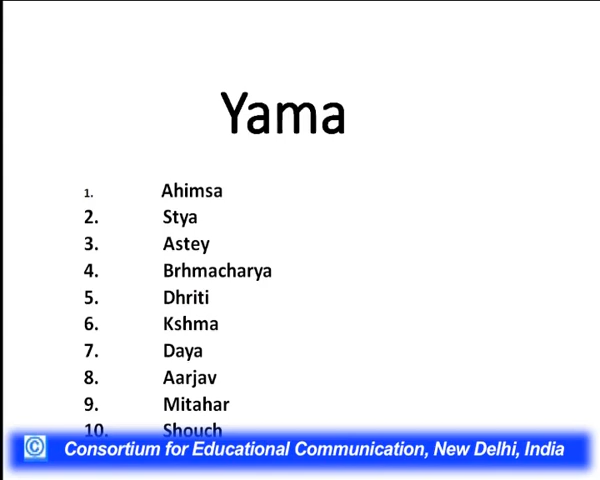 Yama
1. Ahimsa
2. Stya
3. Astey
4. Brhmacharya
5. Dhriti
6. Kshma
7. Daya
8. Aarjav
9. Mitahar
10. Shouch
© Consortium for Educational Communication, New Delhi, India